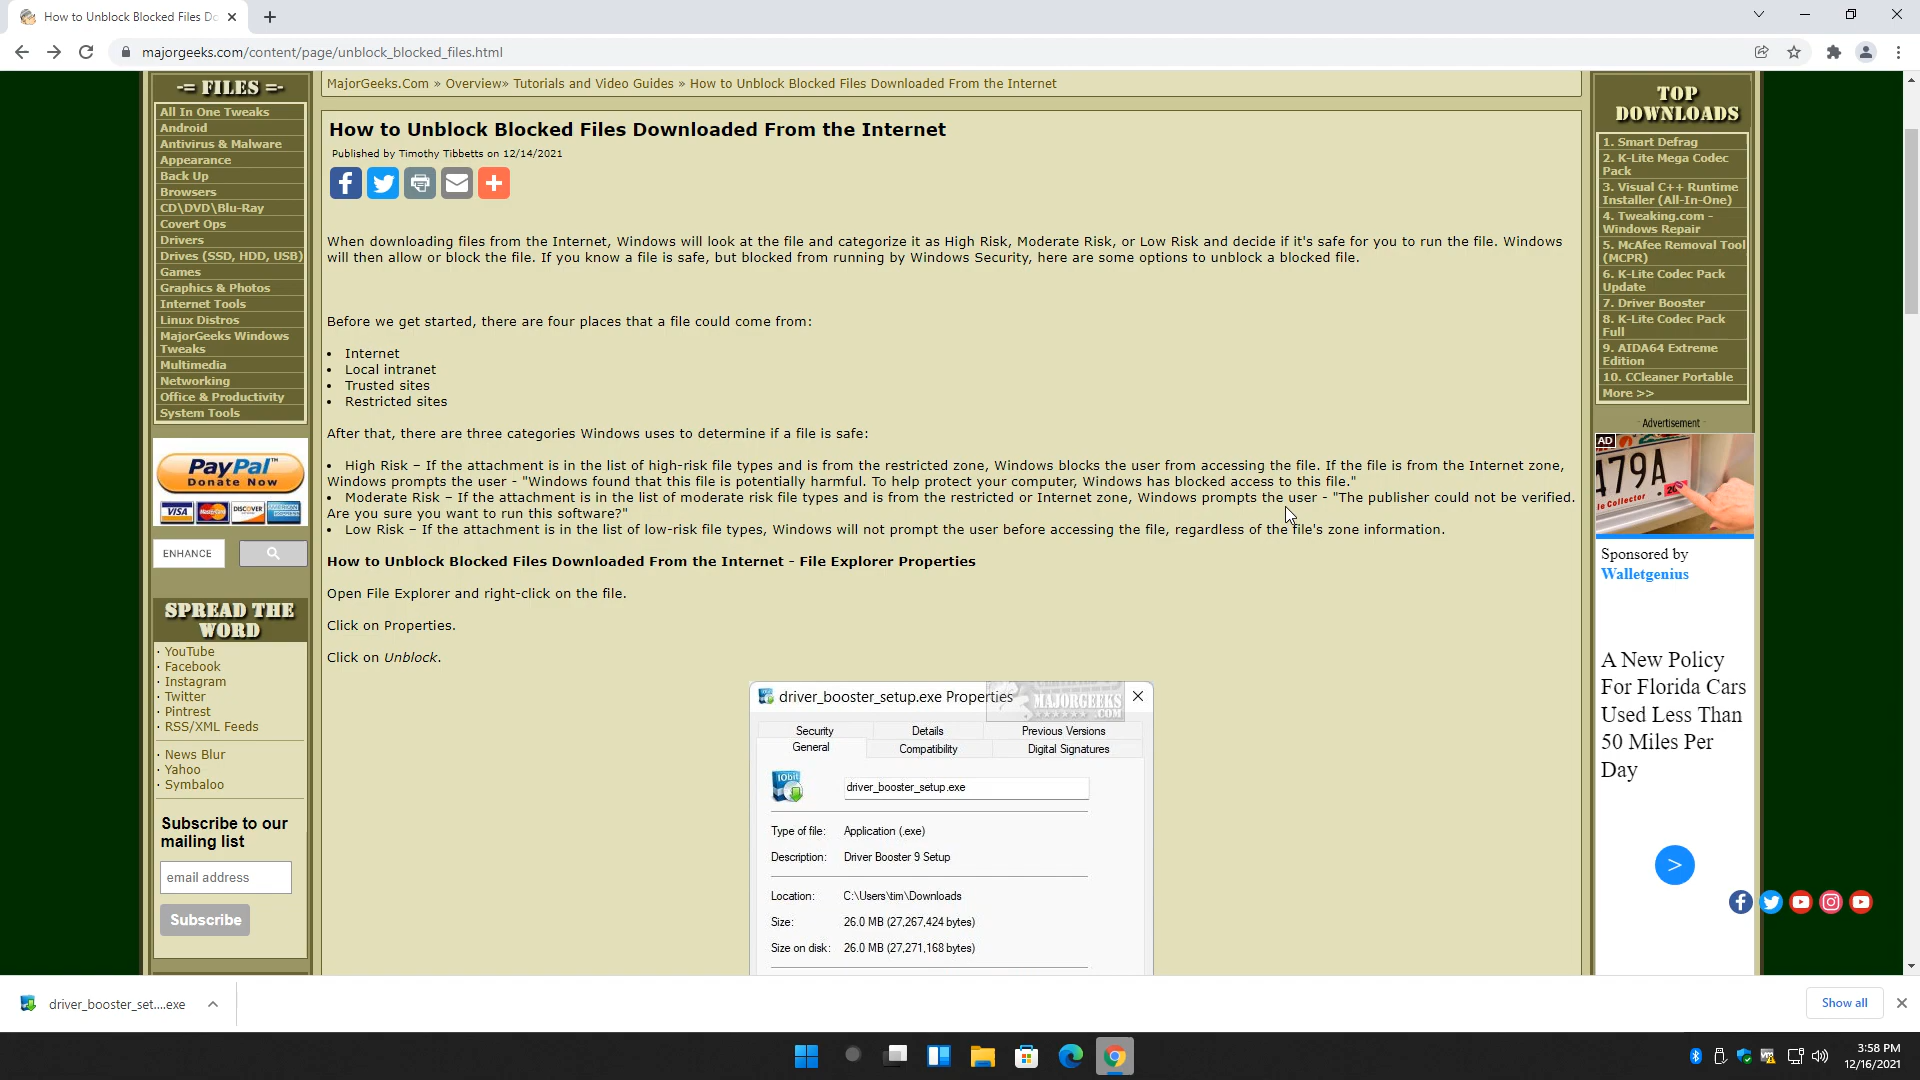 How to Unblock Blocked Files Do
majorgeeks.com/content/page/unblock_blocked_files.html
-= FILES =-
All In One Tweaks
Android
Antivirus & Malware
Appearance
Back Up
Browsers
CD\DVD\Blu-Ray
Covert Ops
Drivers
Drives (SSD, HDD, USB)
Games
Graphics & Photos
Internet Tools
Linux Distros
MajorGeeks Windows
Tweaks
Multimedia
Networking
Office & Productivity
System Tools
PayPal™
Donate Now
VISA
MasterCard
DISCOVER
ENHANCE
SPREAD THE
WORD
· YouTube
· Facebook
· Instagram
· Twitter
· Pintrest
· RSS/XML Feeds
· News Blur
· Yahoo
· Symbaloo
Subscribe to our
mailing list
email address
Subscribe
MajorGeeks.Com » Overview» Tutorials and Video Guides » How to Unblock Blocked Files Downloaded From the Internet
How to Unblock Blocked Files Downloaded From the Internet
Published by Timothy Tibbetts on 12/14/2021
When downloading files from the Internet, Windows will look at the file and categorize it as High Risk, Moderate Risk, or Low Risk and decide if it's safe for you to run the file. Windows
will then allow or block the file. If you know a file is safe, but blocked from running by Windows Security, here are some options to unblock a blocked file.
Before we get started, there are four places that a file could come from:
• Internet
• Local intranet
• Trusted sites
• Restricted sites
After that, there are three categories Windows uses to determine if a file is safe:
• High Risk – If the attachment is in the list of high-risk file types and is from the restricted zone, Windows blocks the user from accessing the file. If the file is from the Internet zone,
Windows prompts the user - "Windows found that this file is potentially harmful. To help protect your computer, Windows has blocked access to this file."
• Moderate Risk – If the attachment is in the list of moderate risk file types and is from the restricted or Internet zone, Windows prompts the user - "The publisher could not be verified.
Are you sure you want to run this software?"
• Low Risk – If the attachment is in the list of low-risk file types, Windows will not prompt the user before accessing the file, regardless of the file's zone information.
How to Unblock Blocked Files Downloaded From the Internet - File Explorer Properties
Open File Explorer and right-click on the file.
Click on Properties.
Click on Unblock.
driver_booster_setup.exe Properties
MAJORGEEKS
.COM
Security Details Previous Versions
General Compatibility Digital Signatures
IObit
driver_booster_setup.exe
Type of file: Application (.exe)
Description: Driver Booster 9 Setup
Location: C:\Users\tim\Downloads
Size: 26.0 MB (27,267,424 bytes)
Size on disk: 26.0 MB (27,271,168 bytes)
TOP
DOWNLOADS
1. Smart Defrag
2. K-Lite Mega Codec
Pack
3. Visual C++ Runtime
Installer (All-In-One)
4. Tweaking.com -
Windows Repair
5. McAfee Removal Tool
(MCPR)
6. K-Lite Codec Pack
Update
7. Driver Booster
8. K-Lite Codec Pack
Full
9. AIDA64 Extreme
Edition
10. CCleaner Portable
More >>
- Advertisement -
AD
479A
le Collector
Sponsored by
Walletgenius
A New Policy
For Florida Cars
Used Less Than
50 Miles Per
Day
>
driver_booster_set....exe
Show all
3:58 PM
12/16/2021